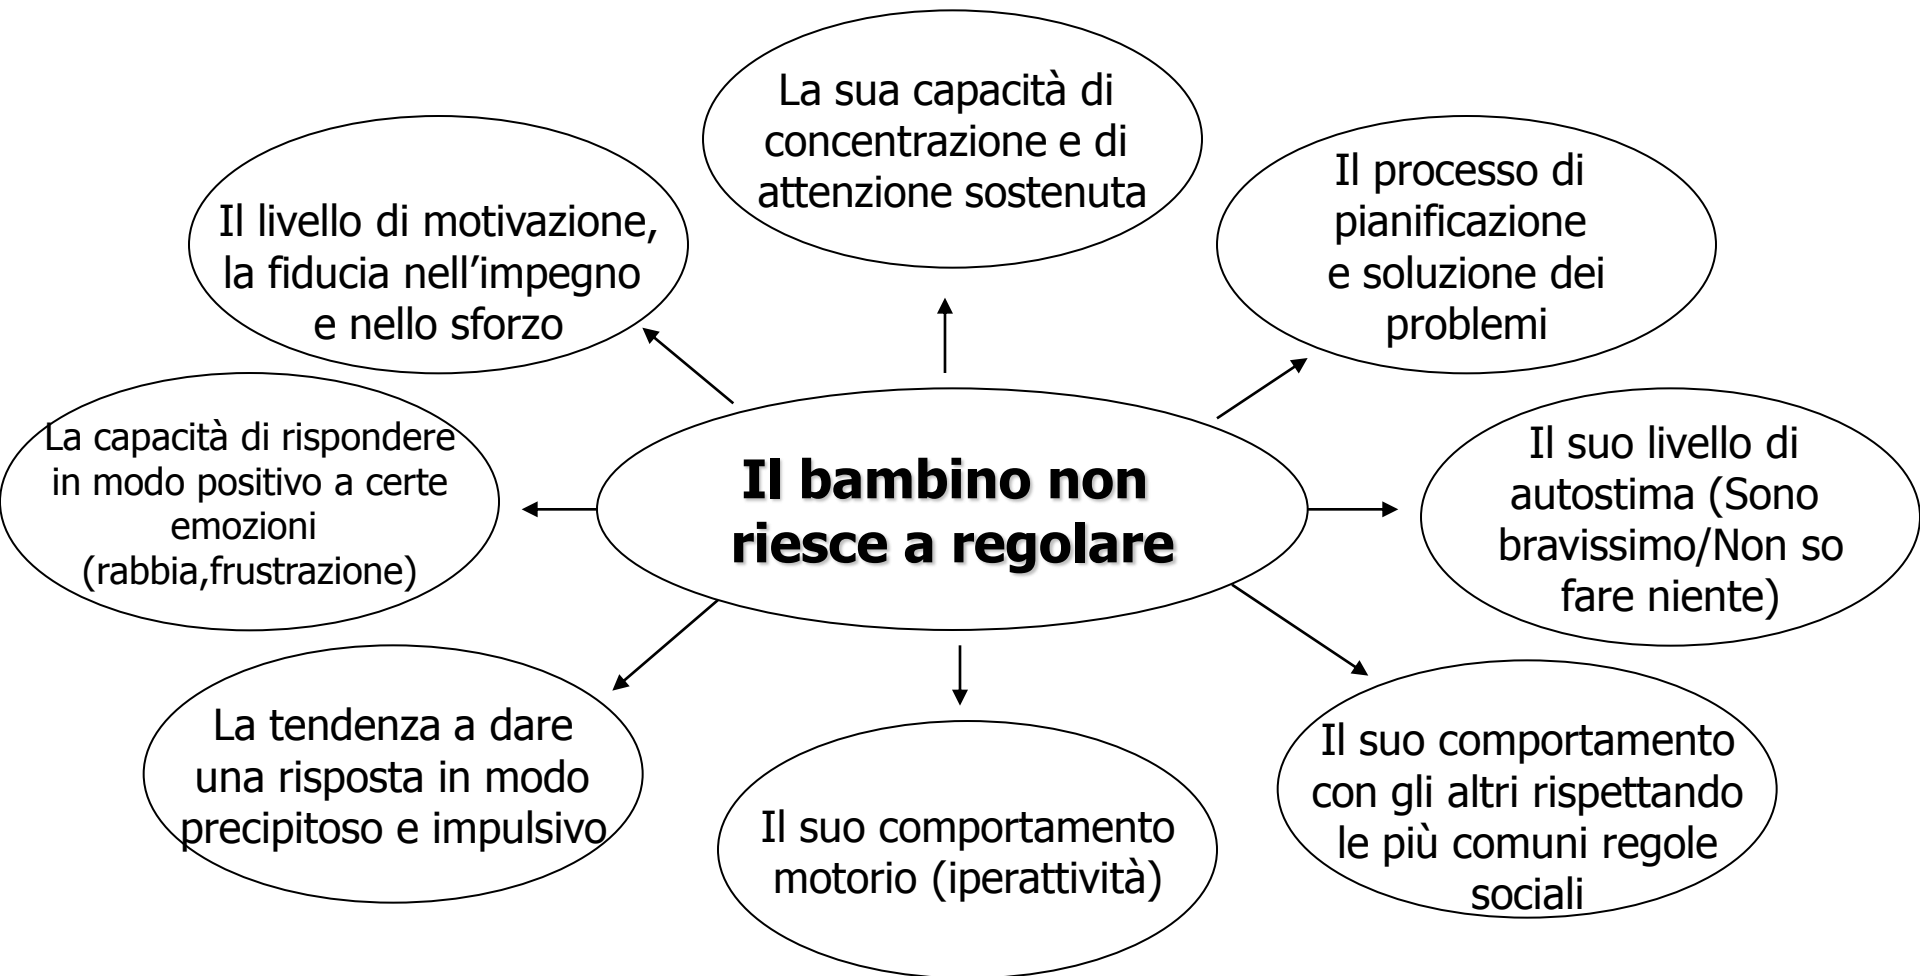 La sua capacità di
concentrazione e di
attenzione sostenuta
Il livello di motivazione,
la fiducia nell'impegno
e nello sforzo
Il processo di
pianificazione
e soluzione dei
problemi
La capacità di rispondere
in modo positivo a certe
emozioni
(rabbia,frustrazione)
Il bambino non
riesce a regolare
Il suo livello di
autostima (Sono
bravissimo/Non so
fare niente)
La tendenza a dare
una risposta in modo
precipitoso e impulsivo
Il suo comportamento
motorio (iperattività)
Il suo comportamento
con gli altri rispettando
le più comuni regole
sociali